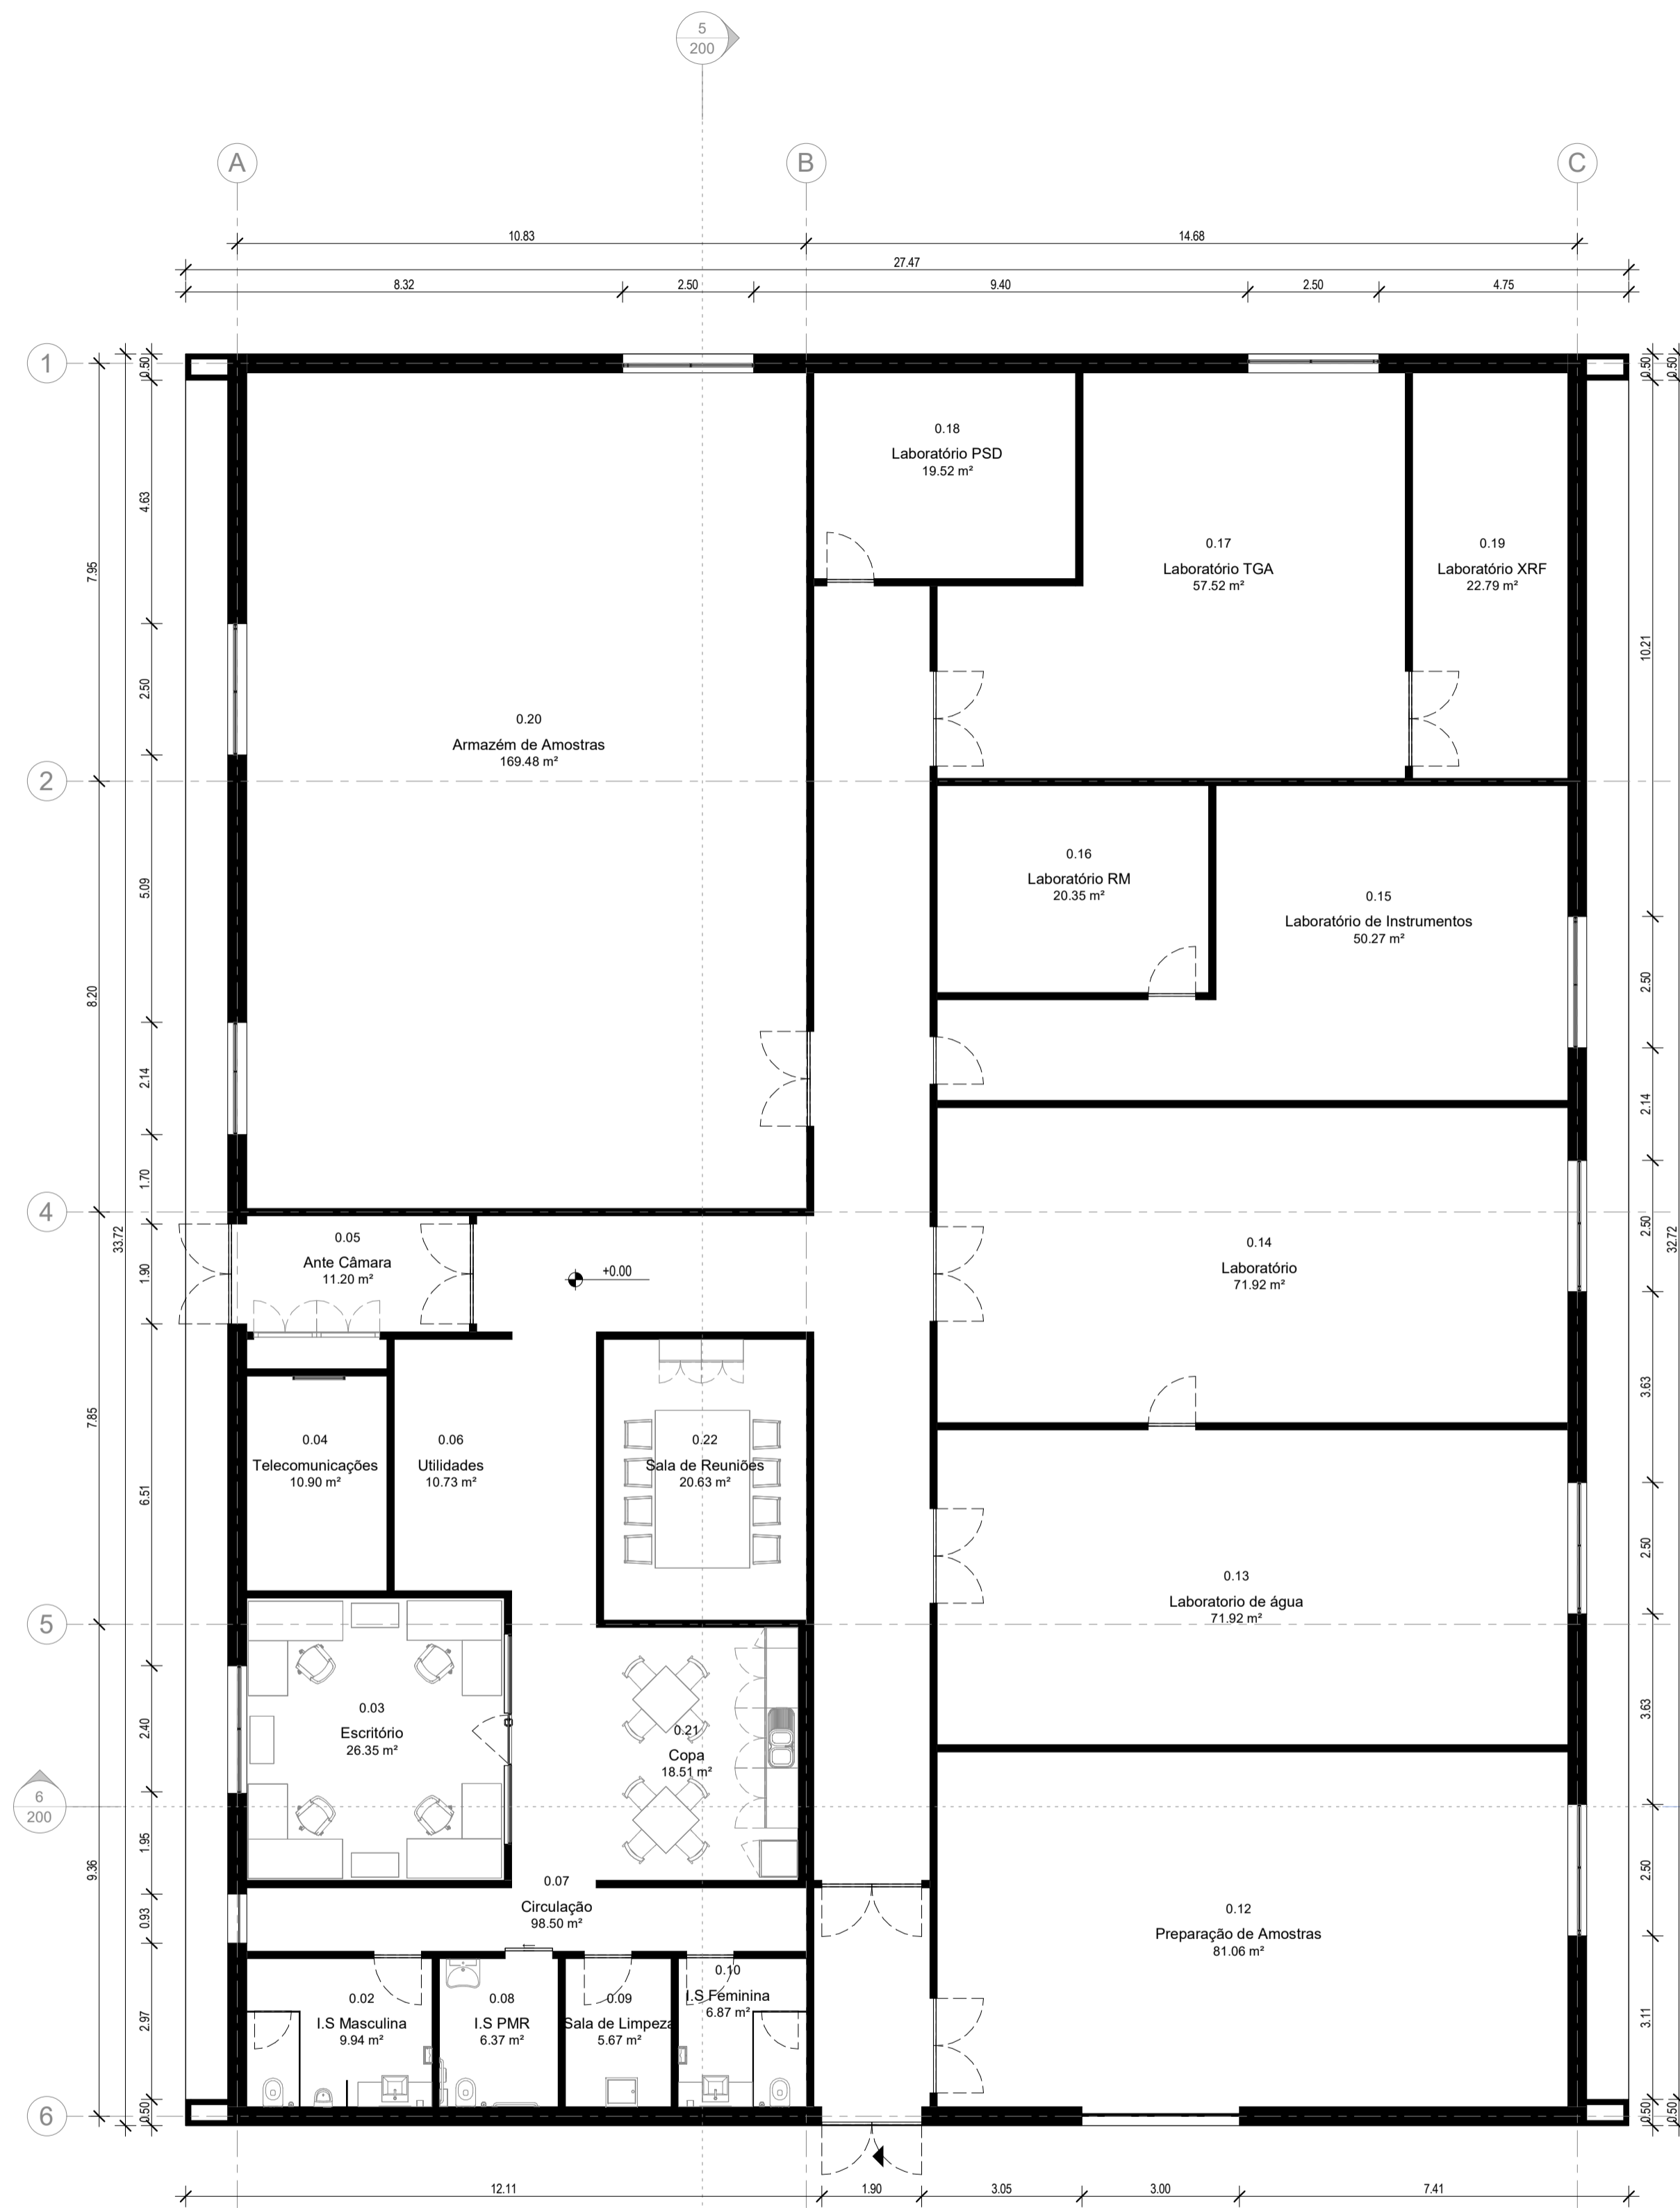 5
200
A
B
C
10.83
14.68
27.47
8.32
2.50
9.40
2.50
4.75
1
0.50
0.50
0.50
0.18
Laboratório PSD
19.52 m²
4.63
7.95
0.17
Laboratório TGA
57.52 m²
0.19
Laboratório XRF
22.79 m²
10.21
2.50
0.20
Armazém de Amostras
169.48 m²
2
5.09
0.16
Laboratório RM
20.35 m²
0.15
Laboratório de Instrumentos
50.27 m²
8.20
2.50
2.14
2.14
1.70
4
33.72
2.50
32.72
0.05
Ante Câmara
11.20 m²
1.90
+0.00
0.14
Laboratório
71.92 m²
3.63
7.85
0.04
Telecomunicações
10.90 m²
0.06
Utilidades
10.73 m²
0.22
Sala de Reuniões
20.63 m²
6.51
2.50
0.13
Laboratorio de água
71.92 m²
5
0.03
Escritório
26.35 m²
2.40
0.21
Copa
18.51 m²
3.63
6
200
1.95
9.36
2.50
0.07
Circulação
98.50 m²
0.93
0.12
Preparação de Amostras
81.06 m²
0.02
I.S Masculina
9.94 m²
0.08
I.S PMR
6.37 m²
0.09
Sala de Limpeza
5.67 m²
0.10
I.S Feminina
6.87 m²
2.97
3.11
6
0.50
0.50
0.50
12.11
1.90
3.05
3.00
7.41